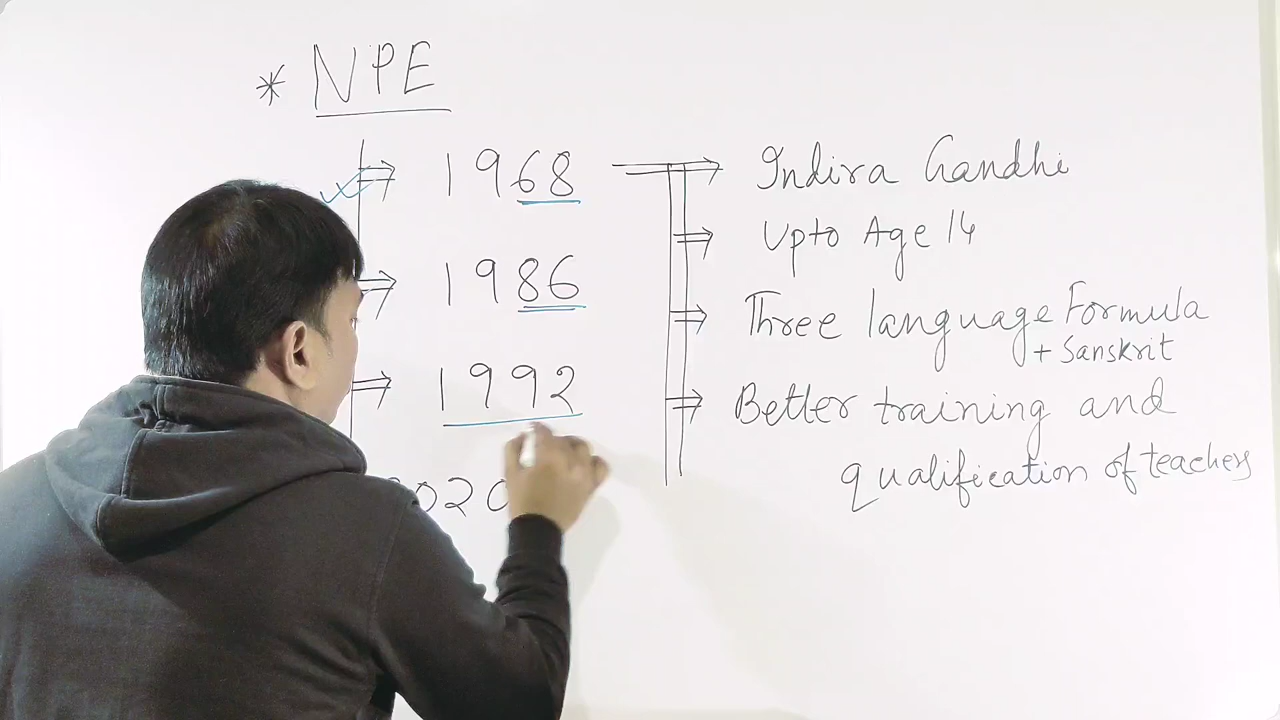 * NPE
1968
1986
1992
2020
Indira Gandhi
Upto Age 14
Three language Formula
+ Sanskrit
Better training and
qualification of teachers